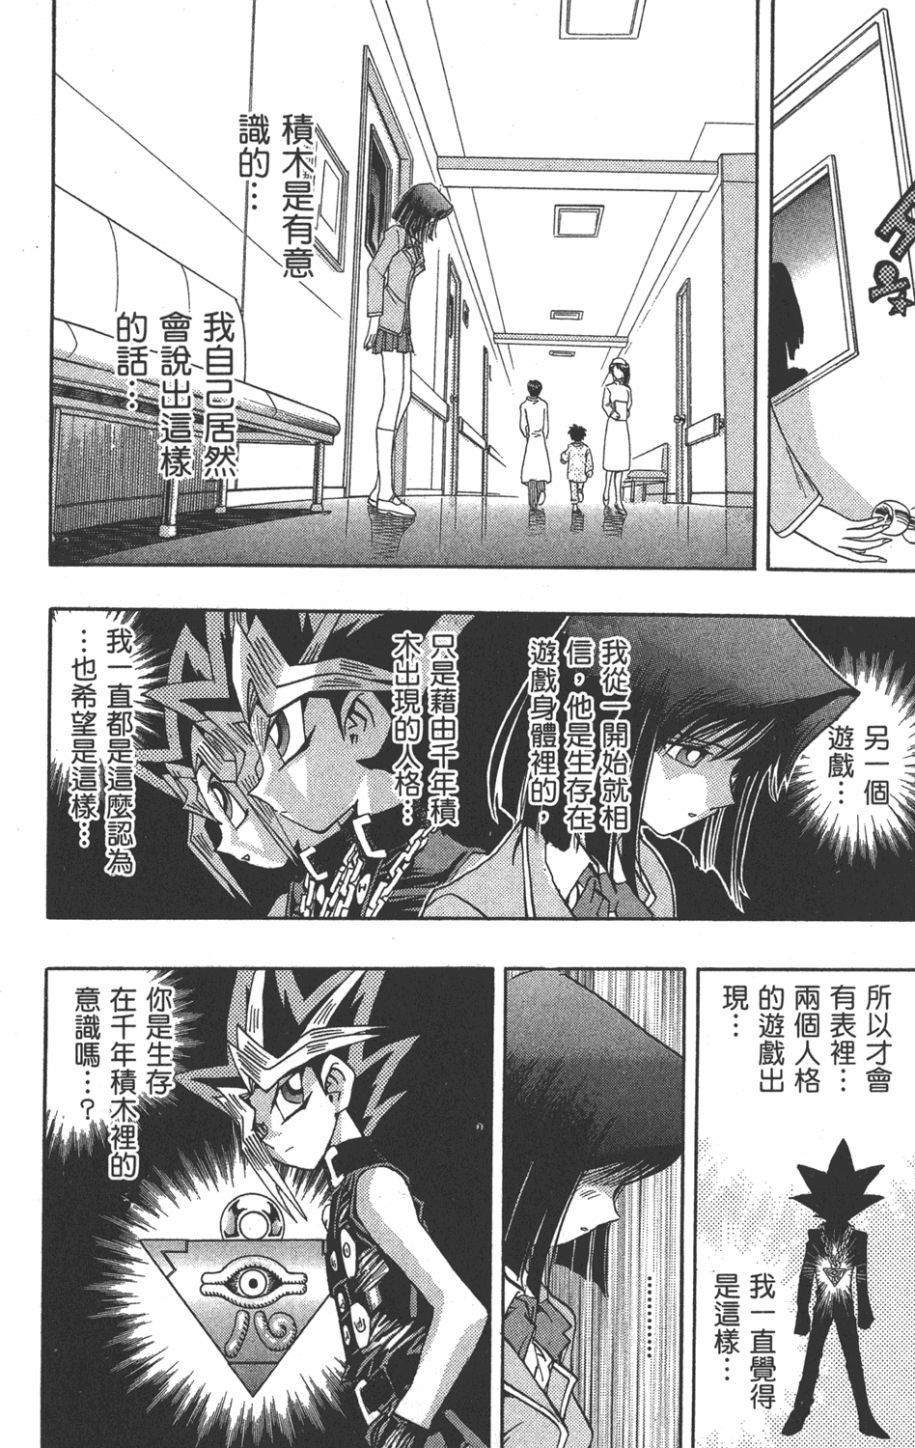 積木是有意
識的…
我自己居然
會說出這樣
的話…
另一個
遊戲…
我從一開始就相
信，他是生存在
遊戲身體裡的，
只是藉由千年積
木出現的人格…
我一直都是這麼認為
…也希望是這樣…
所以才會
有表裡…
兩個人格
的遊戲出
現…
我一直覺得
是這樣…
…………
你是生存
在千年積木裡的
意識嗎…？